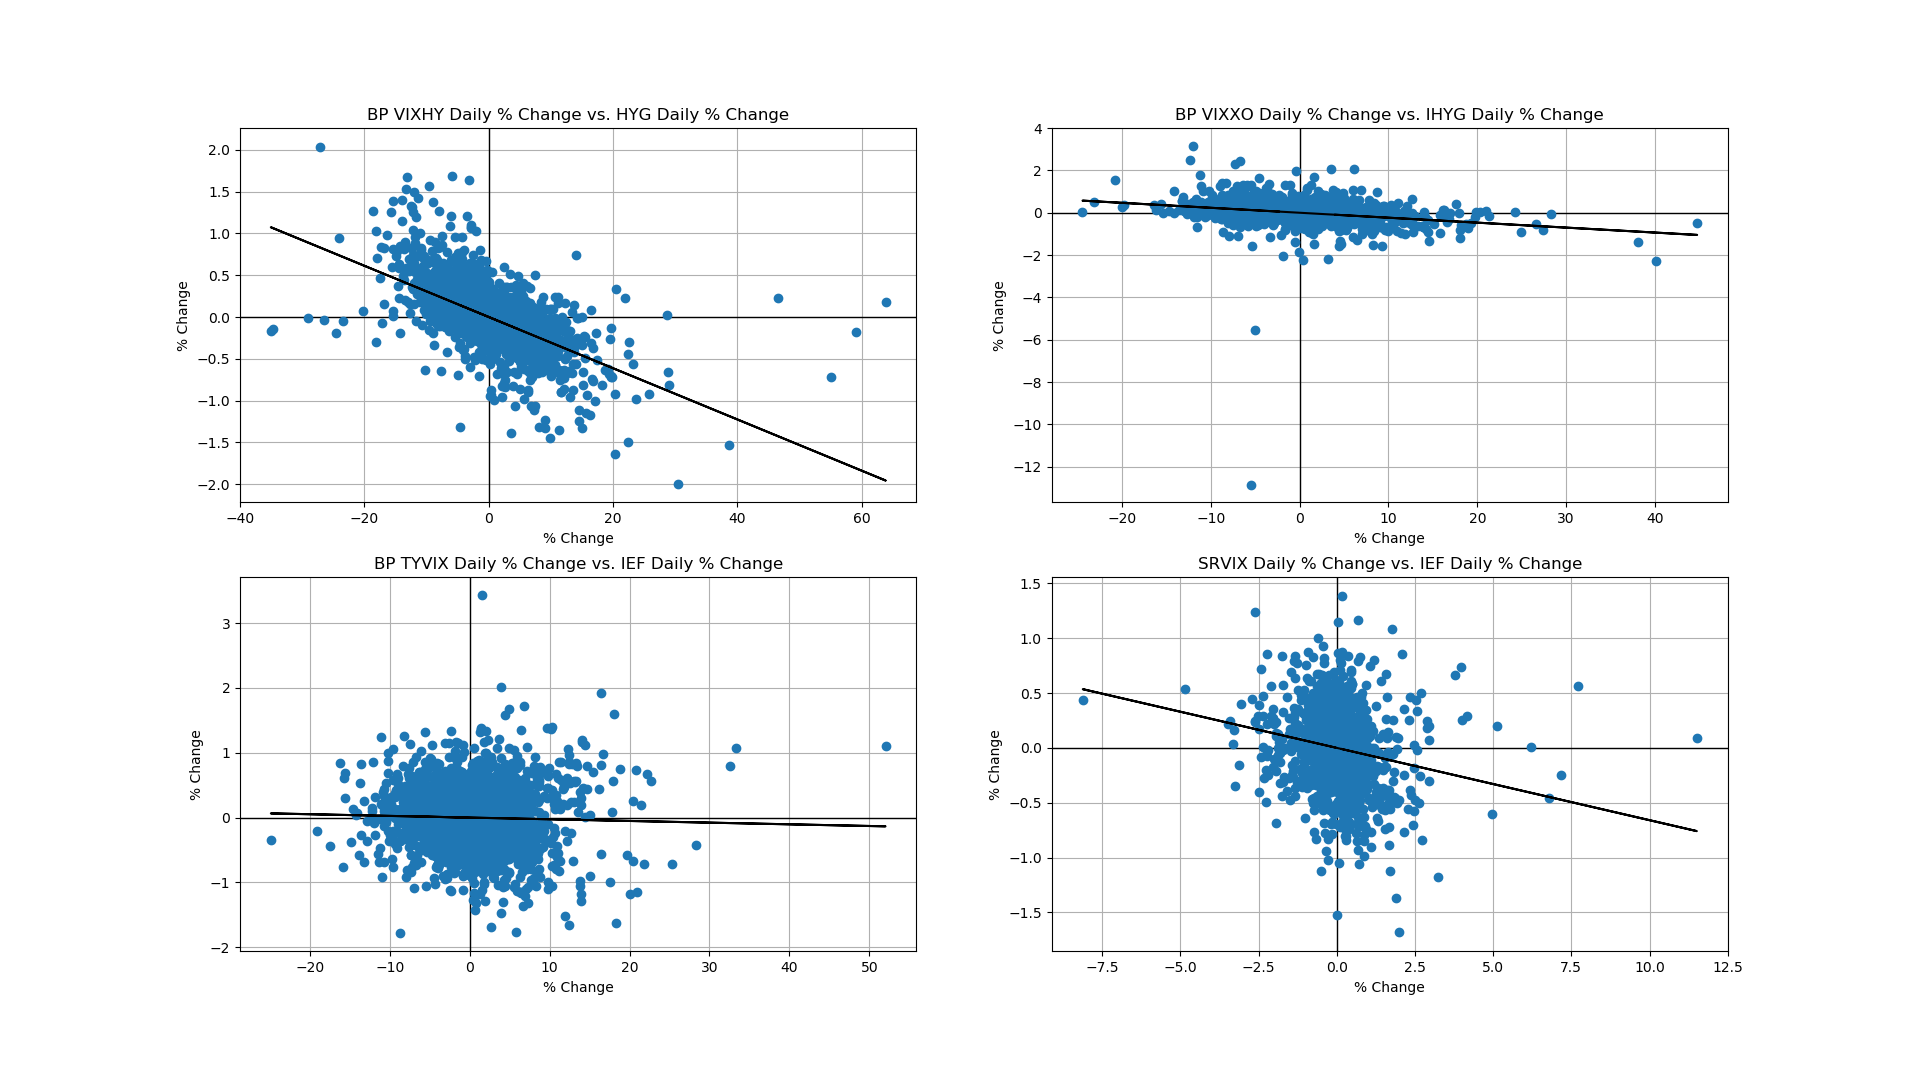 BP VIXHY Daily % Change vs. HYG Daily % Change
2.0
1.5
1.0
0.5
0.0
−0.5
−1.0
−1.5
−2.0
% Change
−40 −20 0 20 40 60
% Change
BP VIXXO Daily % Change vs. IHYG Daily % Change
4
2
0
−2
−4
−6
−8
−10
−12
% Change
−20 −10 0 10 20 30 40
% Change
BP TYVIX Daily % Change vs. IEF Daily % Change
3
2
1
0
−1
−2
% Change
−20 −10 0 10 20 30 40 50
% Change
SRVIX Daily % Change vs. IEF Daily % Change
1.5
1.0
0.5
0.0
−0.5
−1.0
−1.5
% Change
−7.5 −5.0 −2.5 0.0 2.5 5.0 7.5 10.0 12.5
% Change